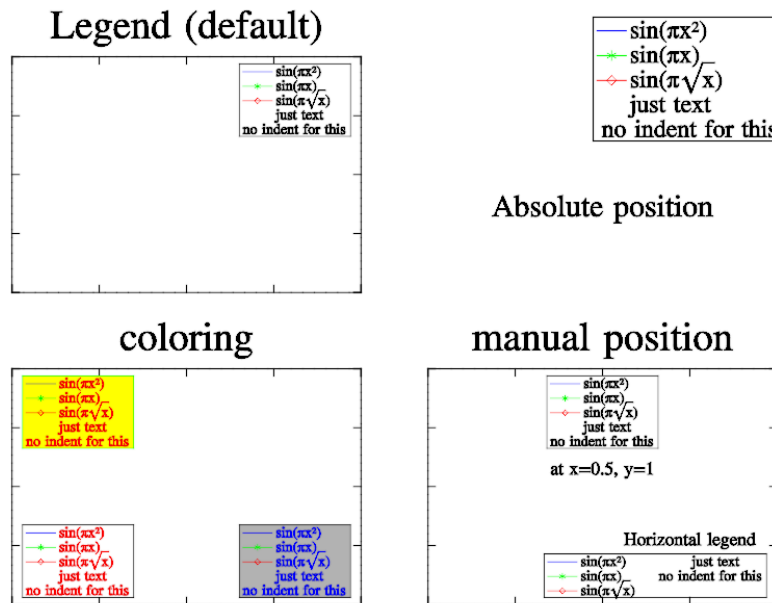 Legend (default)
sin(πx²)
sin(πx)
sin(π√x)
just text
no indent for this
sin(πx²)
sin(πx)
sin(π√x)
just text
no indent for this
Absolute position
coloring
sin(πx²)
sin(πx)
sin(π√x)
just text
no indent for this
sin(πx²)
sin(πx)
sin(π√x)
just text
no indent for this
sin(πx²)
sin(πx)
sin(π√x)
just text
no indent for this
manual position
sin(πx²)
sin(πx)
sin(π√x)
just text
no indent for this
at x=0.5, y=1
Horizontal legend
sin(πx²) just text
sin(πx) no indent for this
sin(π√x)